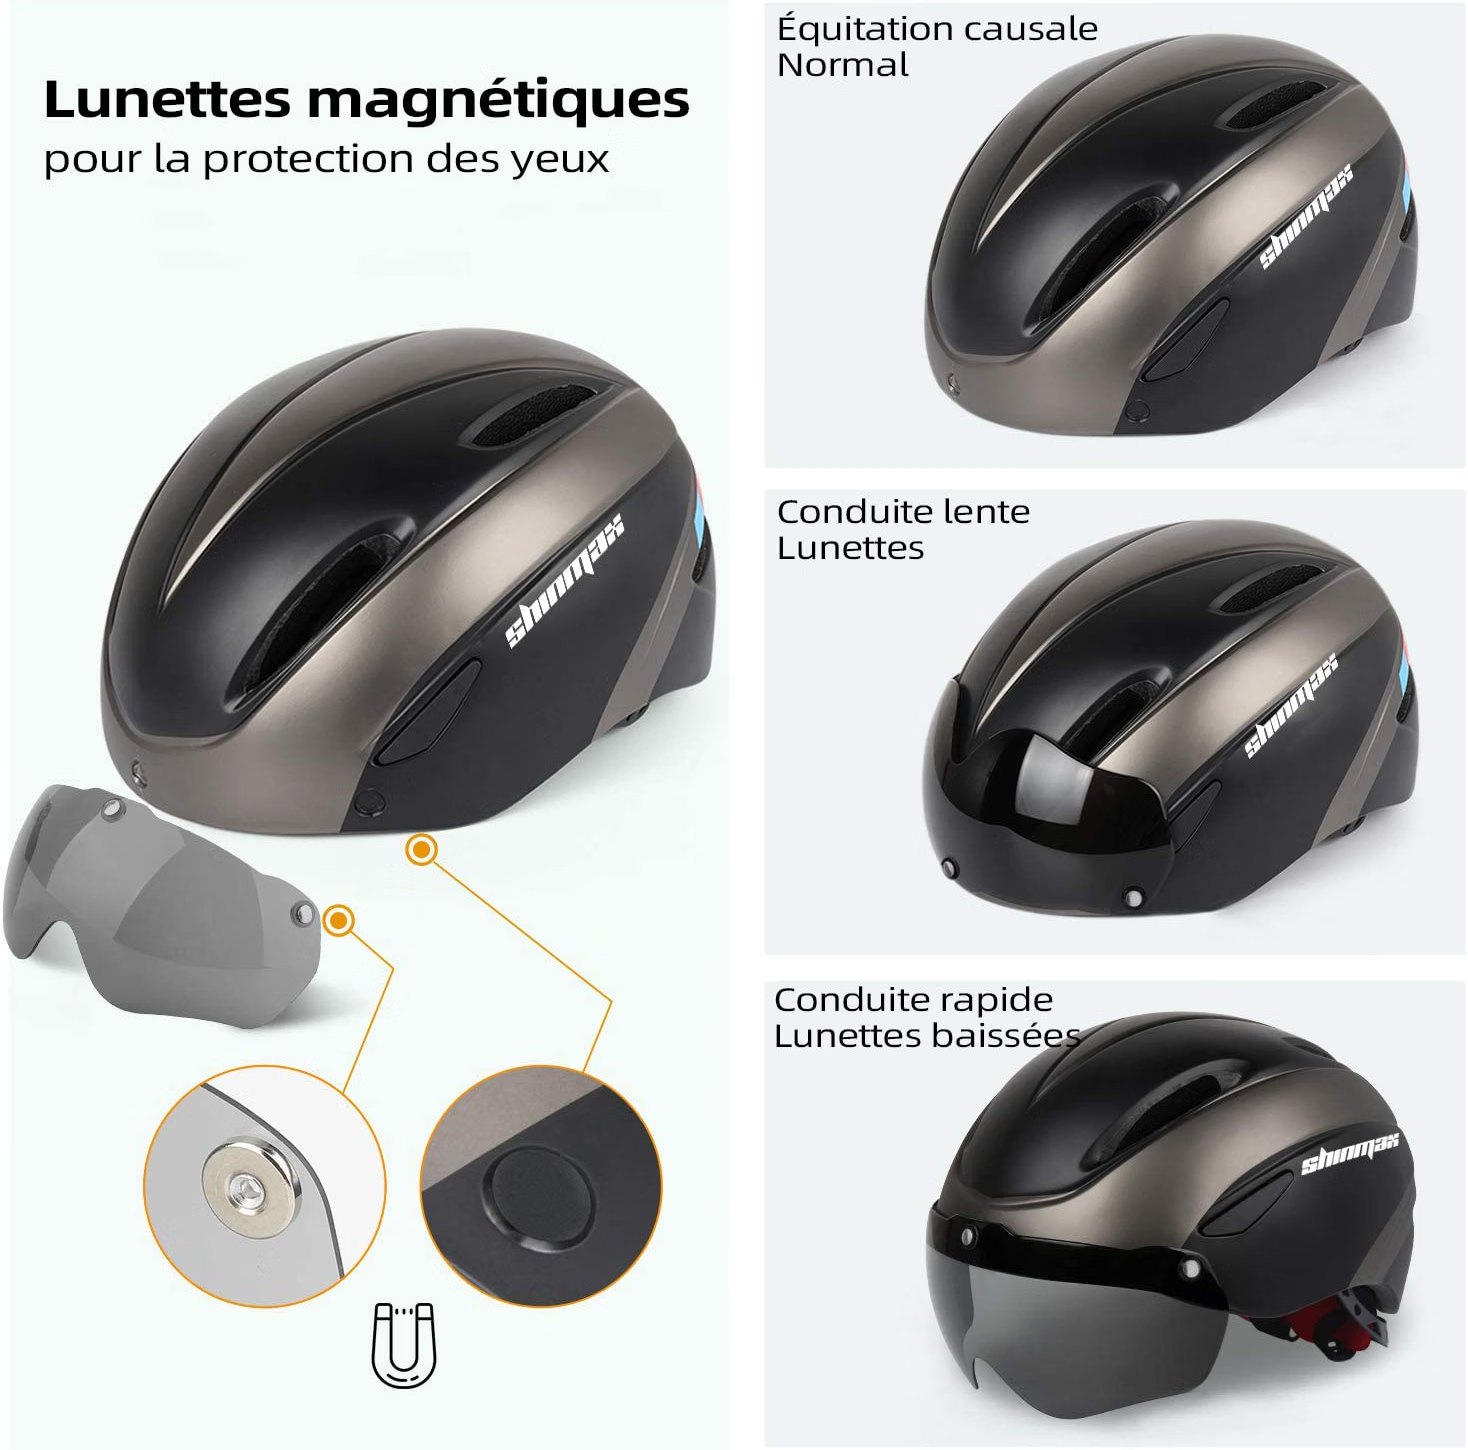 Lunettes magnétiques
pour la protection des yeux
shinmax
Équitation causale
Normal
shinmax
Conduite lente
Lunettes
shinmax
Conduite rapide
Lunettes baissées
shinmax